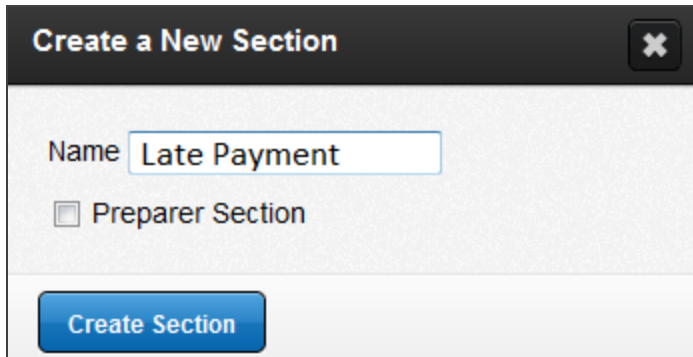 Create a New Section
Name Late Payment
Preparer Section
Create Section